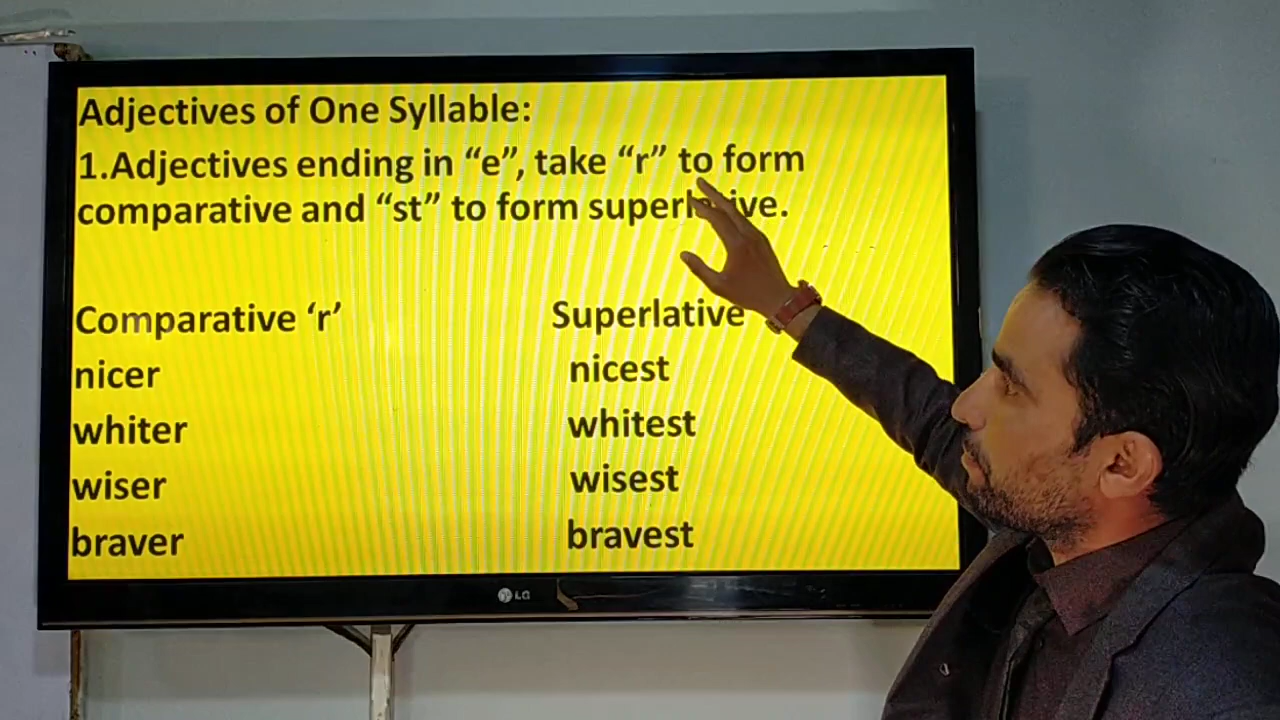 Adjectives of One Syllable:
1.Adjectives ending in “e”, take “r” to form
comparative and “st” to form superlative.
Comparative ‘r’ Superlative
nicer nicest
whiter whitest
wiser wisest
braver bravest
LG